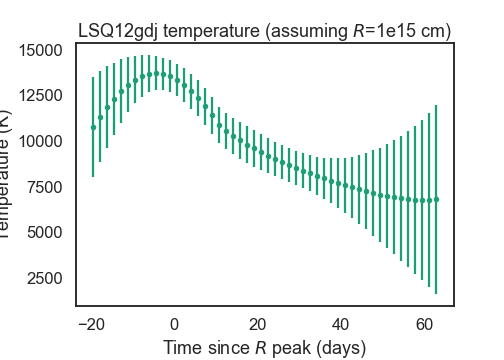 LSQ12gdj temperature (assuming R=1e15 cm)
15000
12500
10000
7500
5000
2500
Temperature (K)
−20 0 20 40 60
Time since R peak (days)